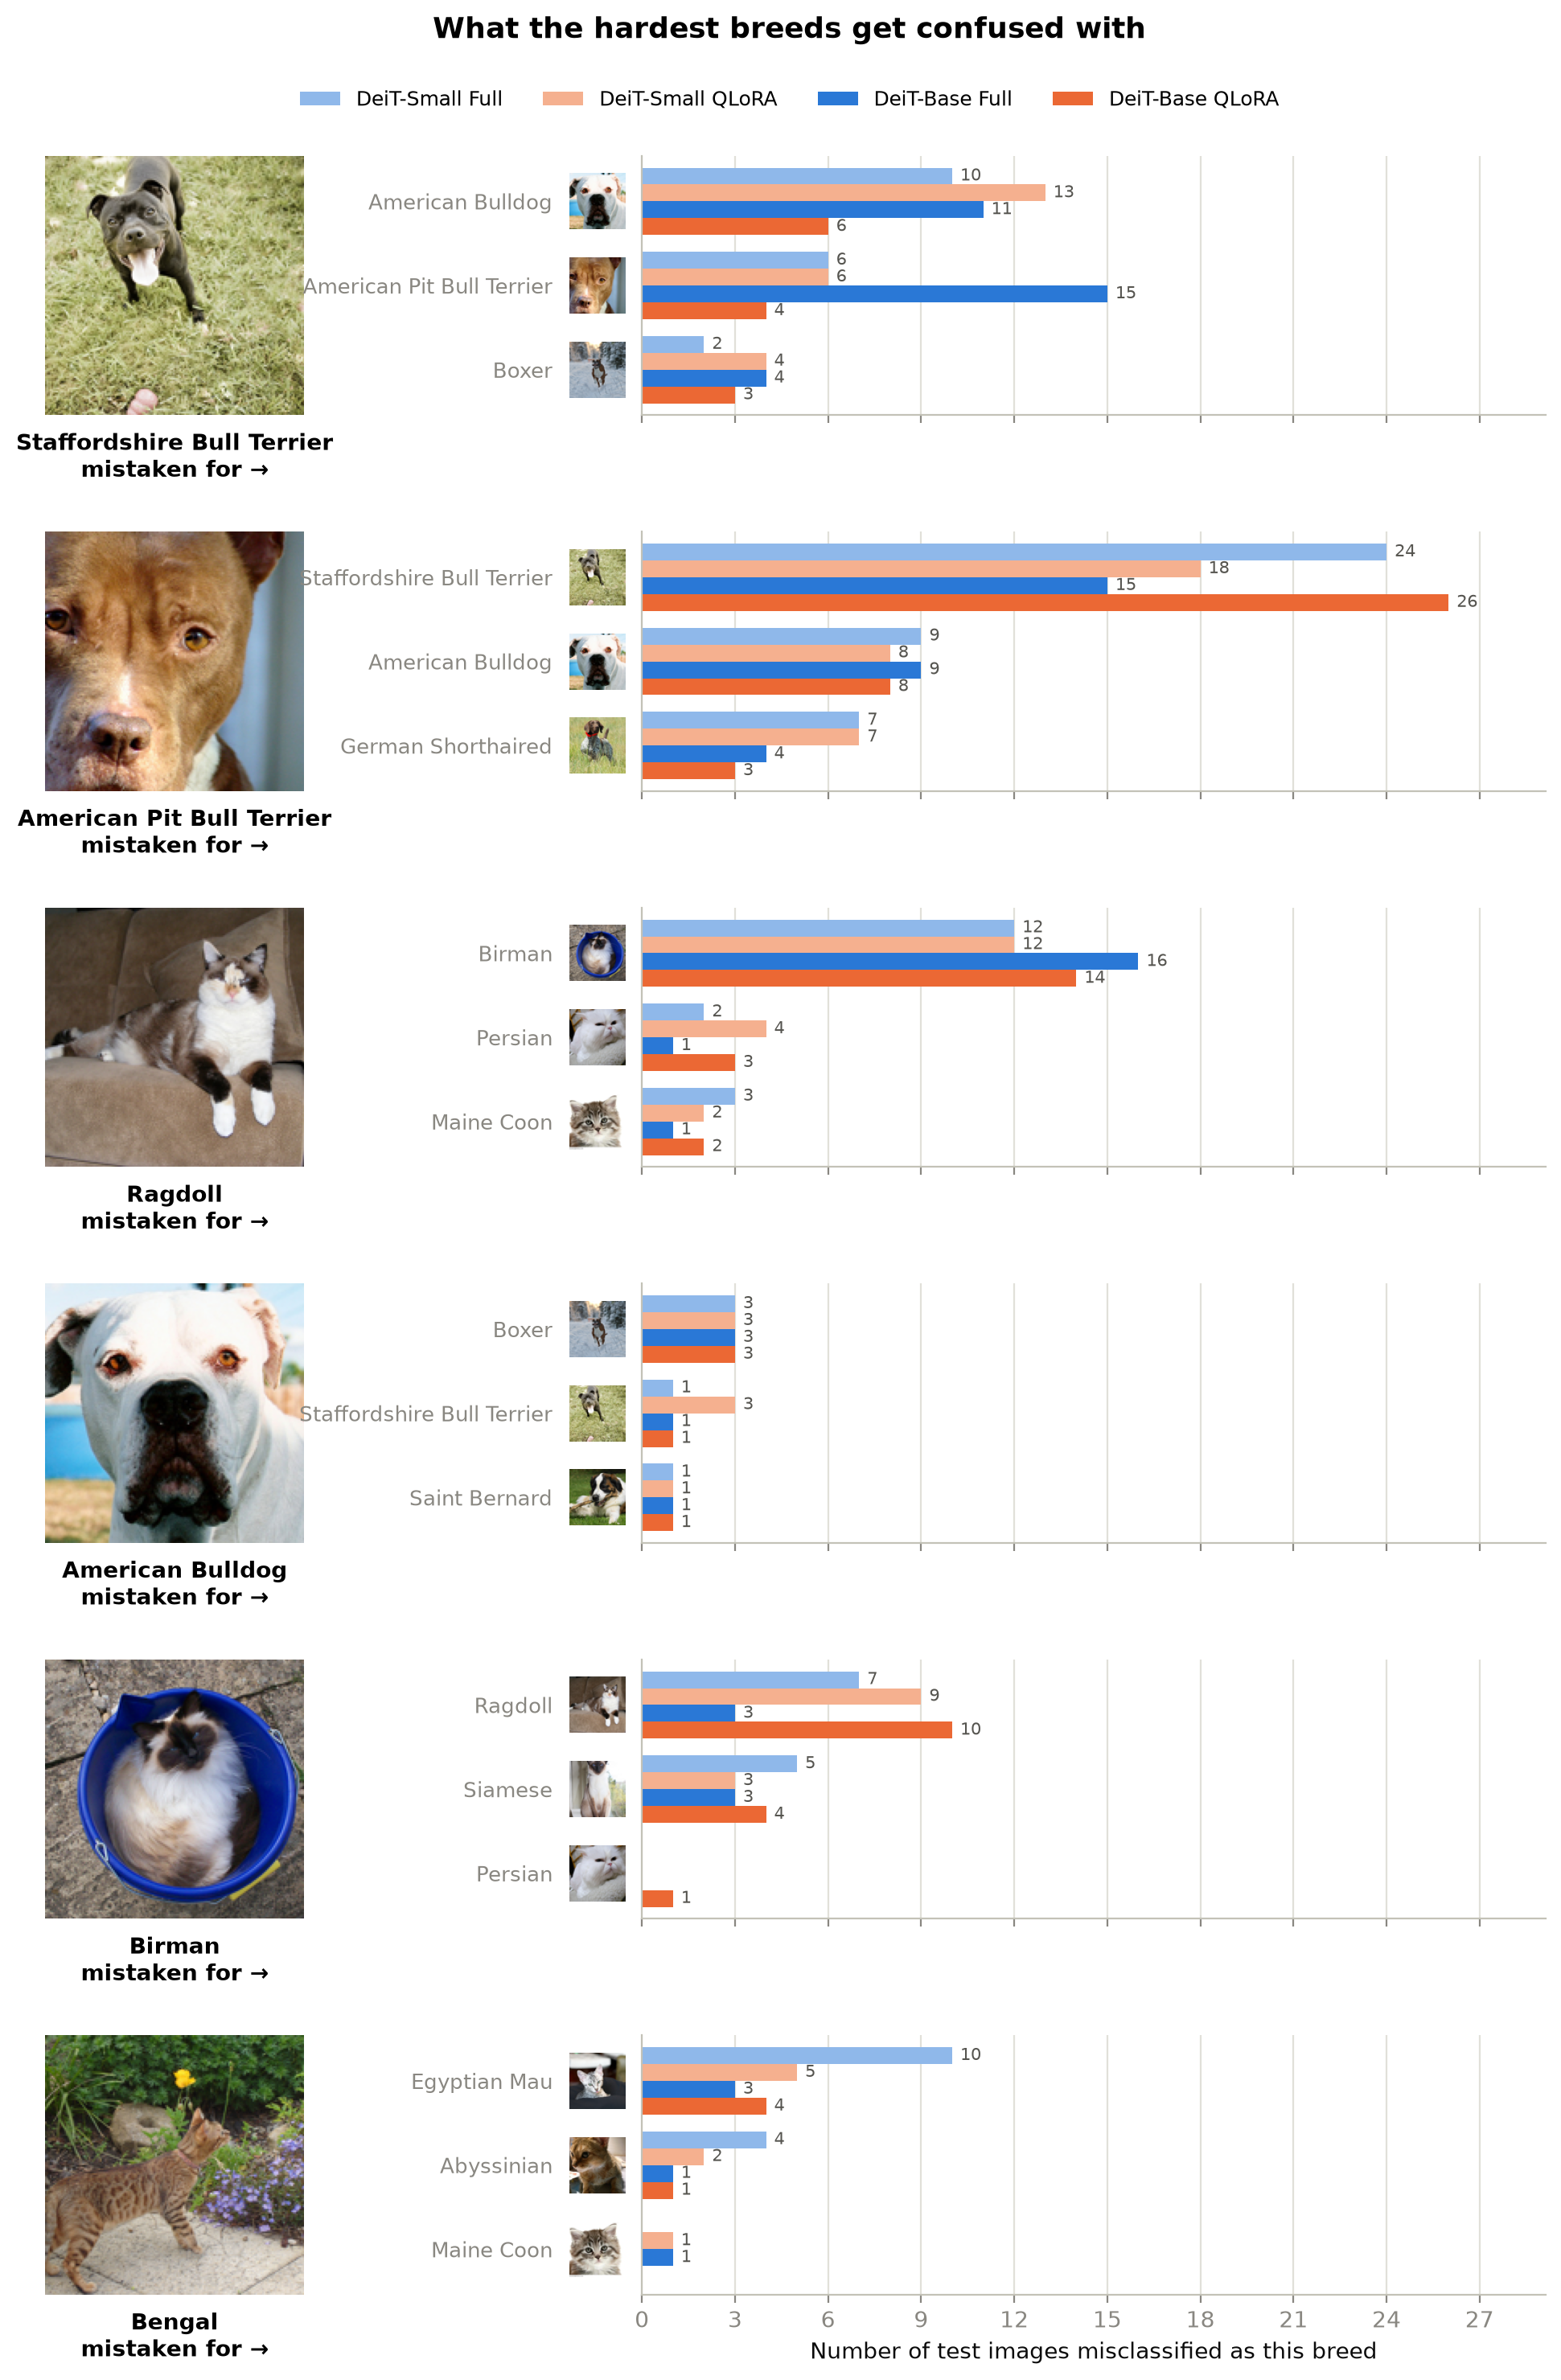 What the hardest breeds get confused with
DeiT-Small Full DeiT-Small QLoRA DeiT-Base Full DeiT-Base QLoRA
American Bulldog
10
13
11
6
American Pit Bull Terrier
6
6
15
4
Boxer
2
4
4
3
Staffordshire Bull Terrier
mistaken for →
Staffordshire Bull Terrier
24
18
15
26
American Bulldog
9
8
9
8
German Shorthaired
7
7
4
3
American Pit Bull Terrier
mistaken for →
Birman
12
12
16
14
Persian
2
4
1
3
Maine Coon
3
2
1
2
Ragdoll
mistaken for →
Boxer
3
3
3
3
Staffordshire Bull Terrier
1
3
1
1
Saint Bernard
1
1
1
1
American Bulldog
mistaken for →
Ragdoll
7
9
3
10
Siamese
5
3
3
4
Persian
1
Birman
mistaken for →
Egyptian Mau
10
5
3
4
Abyssinian
4
2
1
1
Maine Coon
1
1
Bengal
mistaken for →
0 3 6 9 12 15 18 21 24 27
Number of test images misclassified as this breed